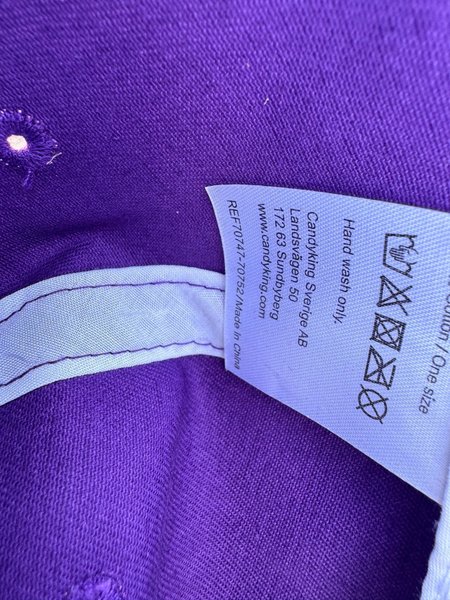 Cotton / One size
Hand wash only.
Candyking Sverige AB
Landsvägen 50
172 63 Sundbyberg
www.candyking.com
REF70747-70752 / Made in China